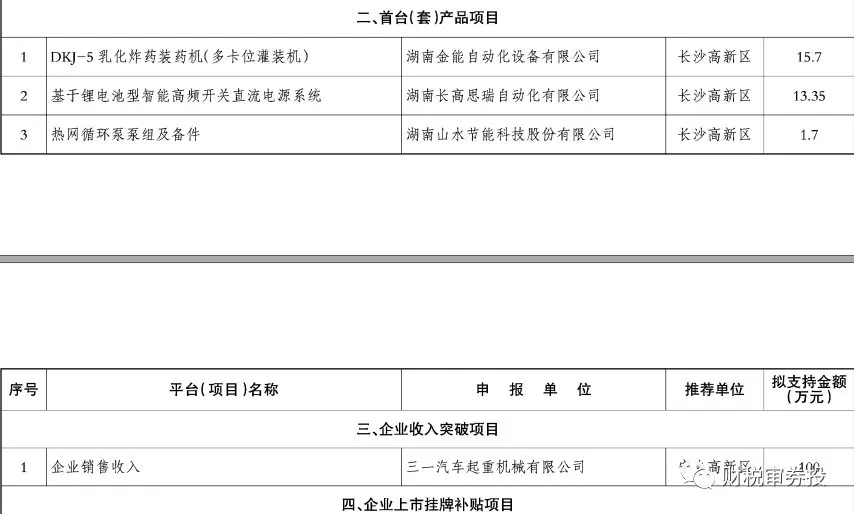 二、首台(套)产品项目
1 DKJ-5 乳化炸药装药机(多卡位灌装机) 湖南金能自动化设备有限公司 长沙高新区 15.7
2 基于锂电池型智能高频开关直流电源系统 湖南长高思瑞自动化有限公司 长沙高新区 13.35
3 热网循环泵泵组及备件 湖南山水节能科技股份有限公司 长沙高新区 1.7
序号 平台(项目)名称 申报单位 推荐单位 拟支持金额(万元)
三、企业收入突破项目
1 企业销售收入 三一汽车起重机械有限公司 高新区 100
财税审券投
四、企业上市挂牌补贴项目